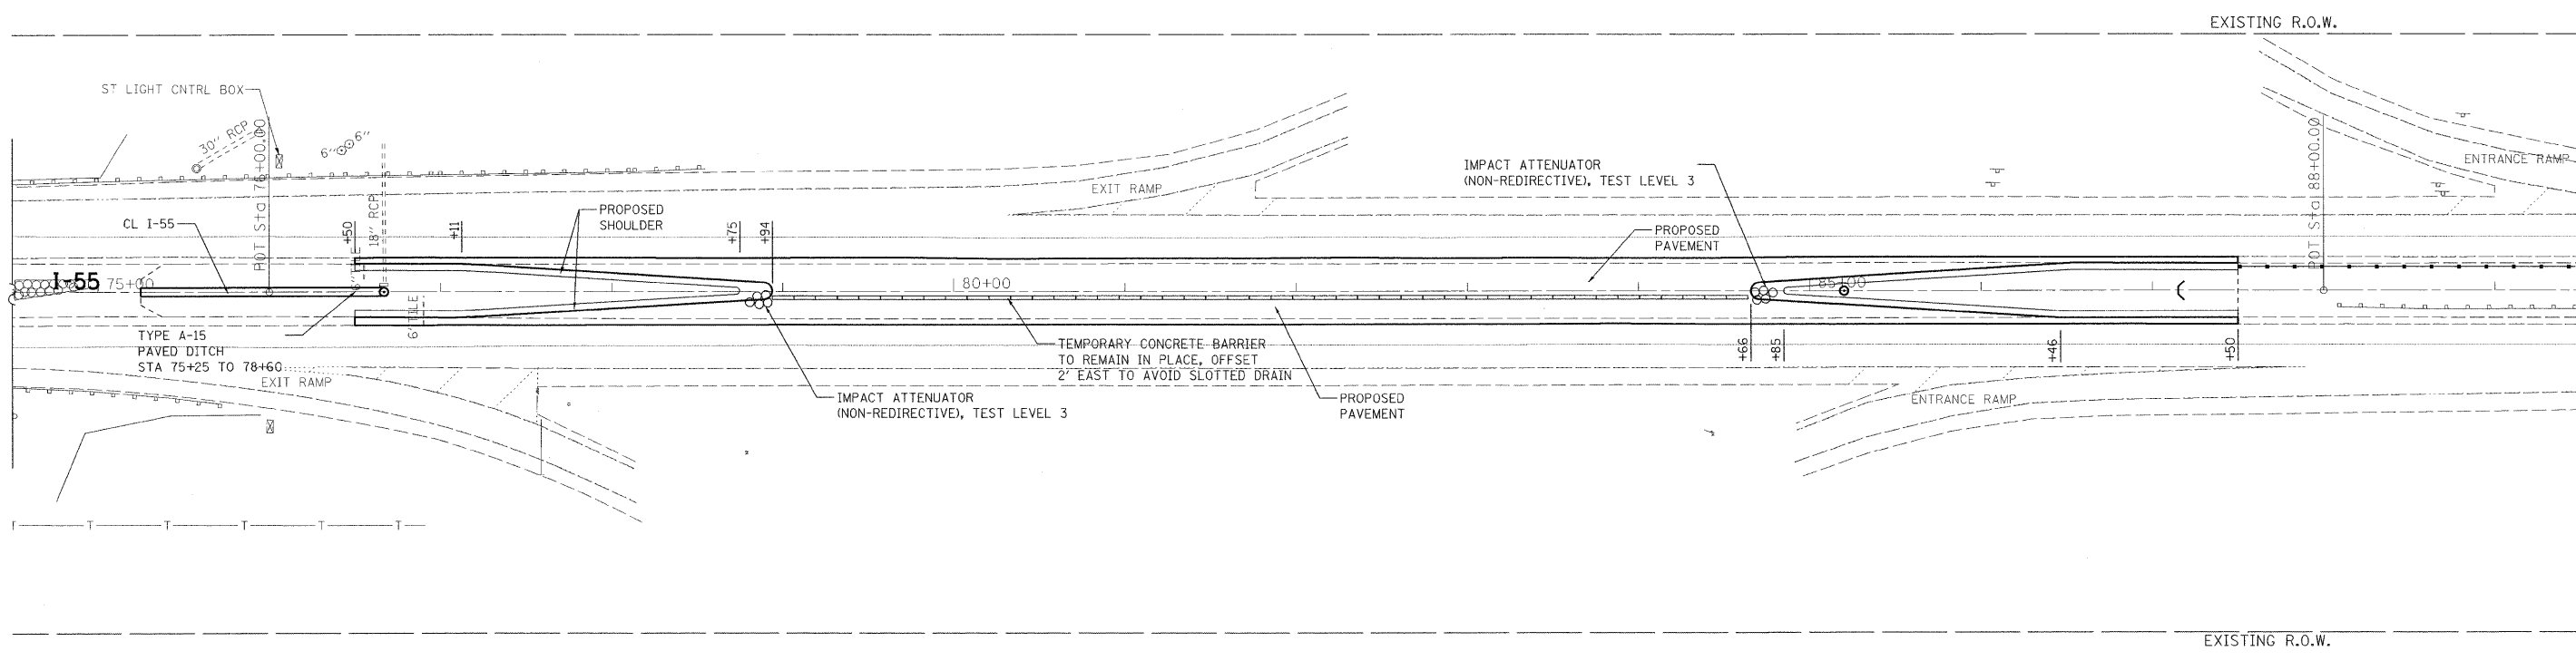 EXISTING R.O.W.
ST LIGHT CNTRL BOX
30" RCP
6"
6"
POT Sta 76+00.00
18" RCP
ENTRANCE RAMP
POT Sta 88+00.00
EXIT RAMP
IMPACT ATTENUATOR
(NON-REDIRECTIVE), TEST LEVEL 3
PROPOSED
SHOULDER
CL I-55
+50
+11
+75
+94
PROPOSED
PAVEMENT
I-55
75+00
80+00
85+00
6" TILE
6" TILE
TYPE A-15
PAVED DITCH
STA 75+25 TO 78+60
EXIT RAMP
TEMPORARY CONCRETE BARRIER
TO REMAIN IN PLACE, OFFSET
2' EAST TO AVOID SLOTTED DRAIN
+66
+85
+46
+50
IMPACT ATTENUATOR
(NON-REDIRECTIVE), TEST LEVEL 3
PROPOSED
PAVEMENT
ENTRANCE RAMP
T T T T T T
EXISTING R.O.W.